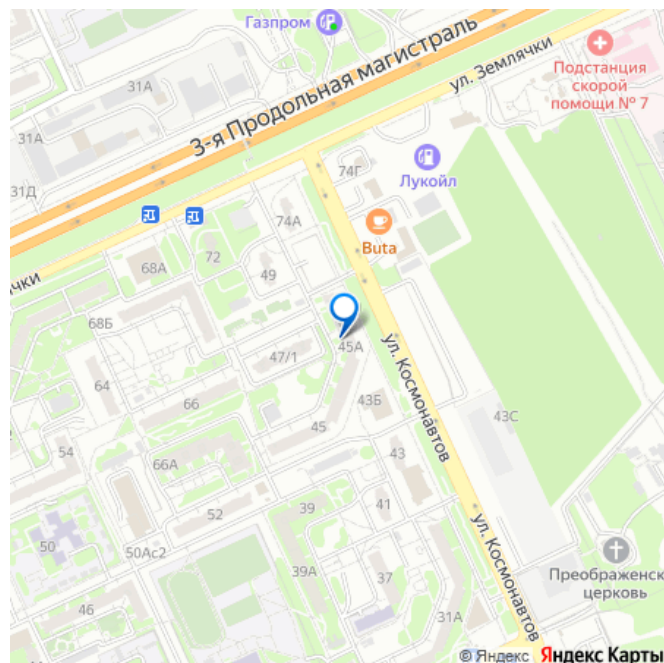 Газпром
3-я Продольная магистраль
ул. Землячки
Подстанция
скорой
помощи № 7
31А
31А
31Д
74Г
Лукойл
74А
Buta
72
68А
49
ячки
68Б
45А
ул. Космонавтов
47/1
64
66
43Б
43С
45
54
66А
43
52
39
41
50
50Ас2
ул. Космонавтов
39А
37
Преображенск
церковь
46
31А
© Яндекс Яндекс Карты